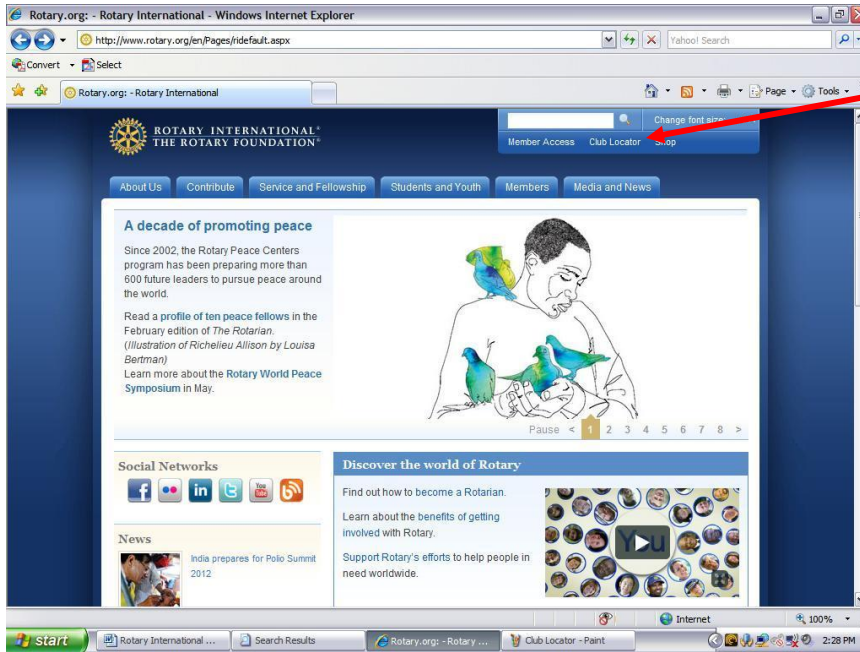 Rotary.org: - Rotary International - Windows Internet Explorer
http://www.rotary.org/en/Pages/ridefault.aspx
Yahoo! Search
Convert
Select
Rotary.org: - Rotary International
Page
Tools
ROTARY INTERNATIONAL®
THE ROTARY FOUNDATION®
Change font size:
Member Access
Club Locator
Shop
About Us
Contribute
Service and Fellowship
Students and Youth
Members
Media and News
A decade of promoting peace
Since 2002, the Rotary Peace Centers
program has been preparing more than
600 future leaders to pursue peace around
the world.
Read a profile of ten peace fellows in the
February edition of The Rotarian.
(Illustration of Richelieu Allison by Louisa
Bertman)
Learn more about the Rotary World Peace
Symposium in May.
Pause < 1 2 3 4 5 6 7 8 >
Social Networks
in
You
News
India prepares for Polio Summit
2012
Discover the world of Rotary
Find out how to become a Rotarian.
Learn about the benefits of getting
involved with Rotary.
Support Rotary's efforts to help people in
need worldwide.
You
Internet
100%
start
Rotary International ...
Search Results
Rotary.org: - Rotary ...
Club Locator - Paint
2:28 PM